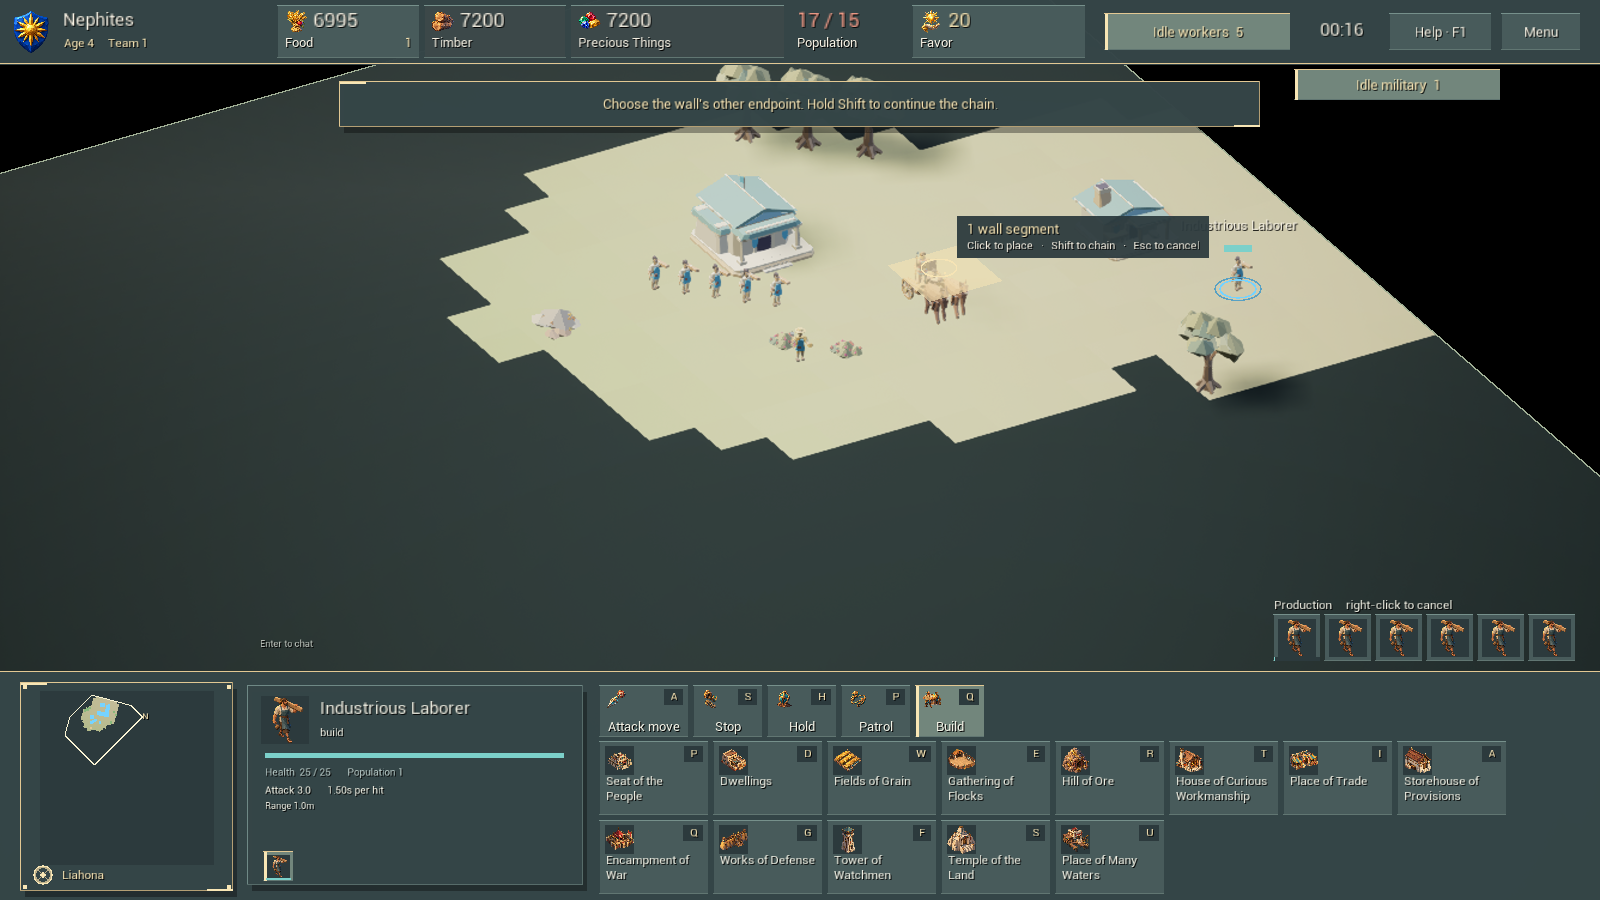 Nephites
Age 4 Team 1
6995
Food 1
7200
Timber
7200
Precious Things
17 / 15
Population
20
Favor
Idle workers 5
00:16
Help · F1
Menu
Idle military 1
Choose the wall's other endpoint. Hold Shift to continue the chain.
1 wall segment
Click to place · Shift to chain · Esc to cancel
Industrious Laborer
Production right-click to cancel
Enter to chat
N
Liahona
Industrious Laborer
build
Health 25 / 25 Population 1
Attack 3.0 1.50s per hit
Range 1.0m
A
Attack move
S
Stop
H
Hold
P
Patrol
Q
Build
P
Seat of the
People
D
Dwellings
W
Fields of Grain
E
Gathering of
Flocks
R
Hill of Ore
T
House of Curious
Workmanship
I
Place of Trade
A
Storehouse of
Provisions
Q
Encampment of
War
G
Works of Defense
F
Tower of
Watchmen
S
Temple of the
Land
U
Place of Many
Waters